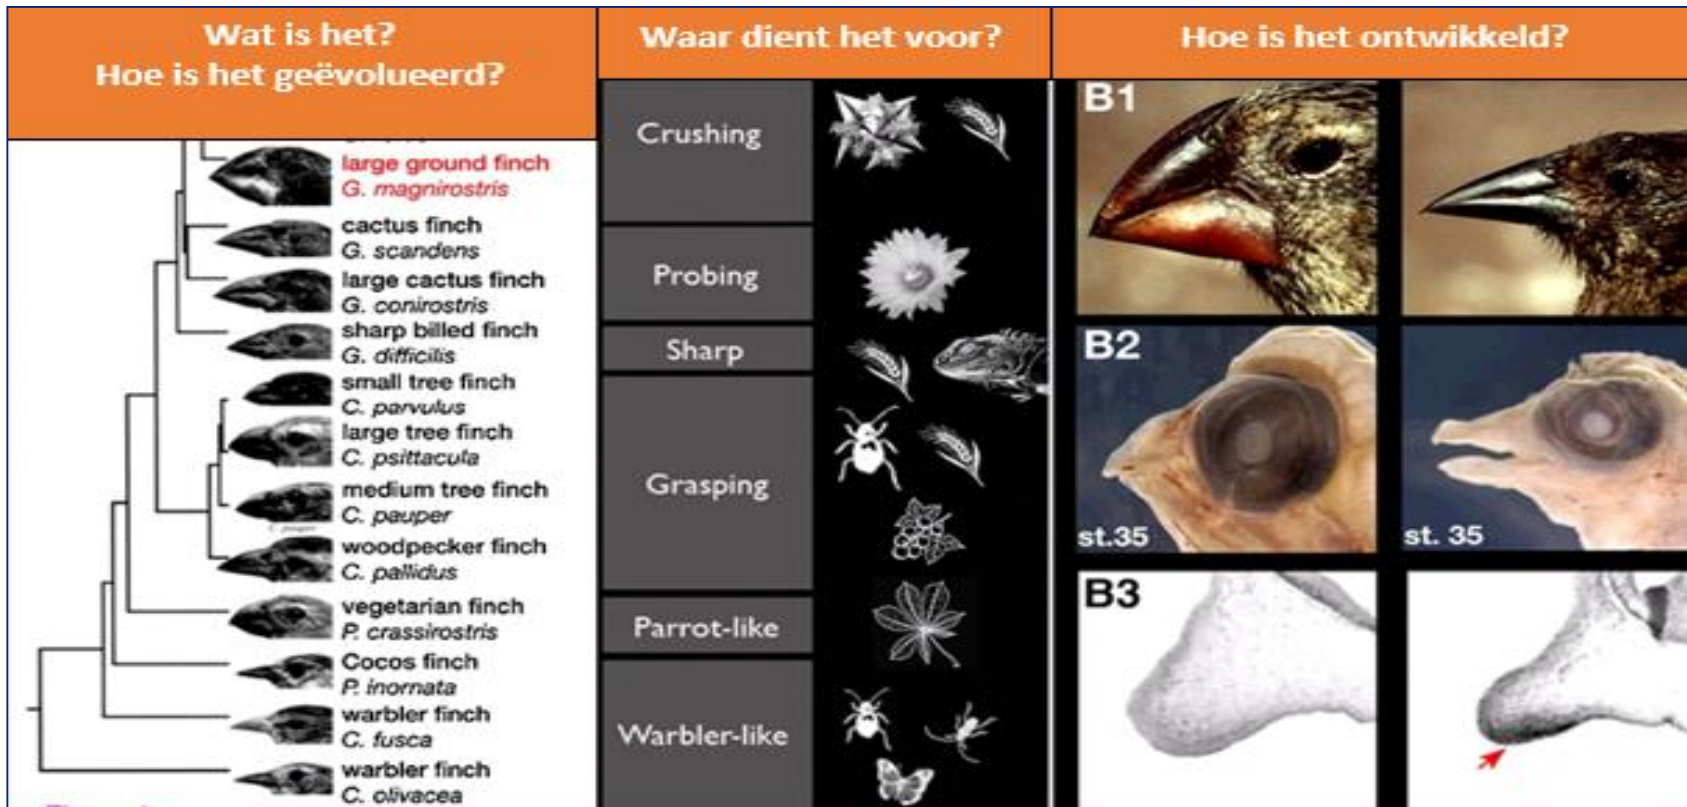 Wat is het?
Hoe is het geëvolueerd?
large ground finch
G. magnirostris
cactus finch
G. scandens
large cactus finch
G. conirostris
sharp billed finch
G. difficilis
small tree finch
C. parvulus
large tree finch
C. psittacula
medium tree finch
C. pauper
woodpecker finch
C. pallidus
vegetarian finch
P. crassirostris
Cocos finch
P. inornata
warbler finch
C. fusca
warbler finch
C. olivacea
Waar dient het voor?
Crushing
Probing
Sharp
Grasping
Parrot-like
Warbler-like
Hoe is het ontwikkeld?
B1
B2
st.35
st. 35
B3